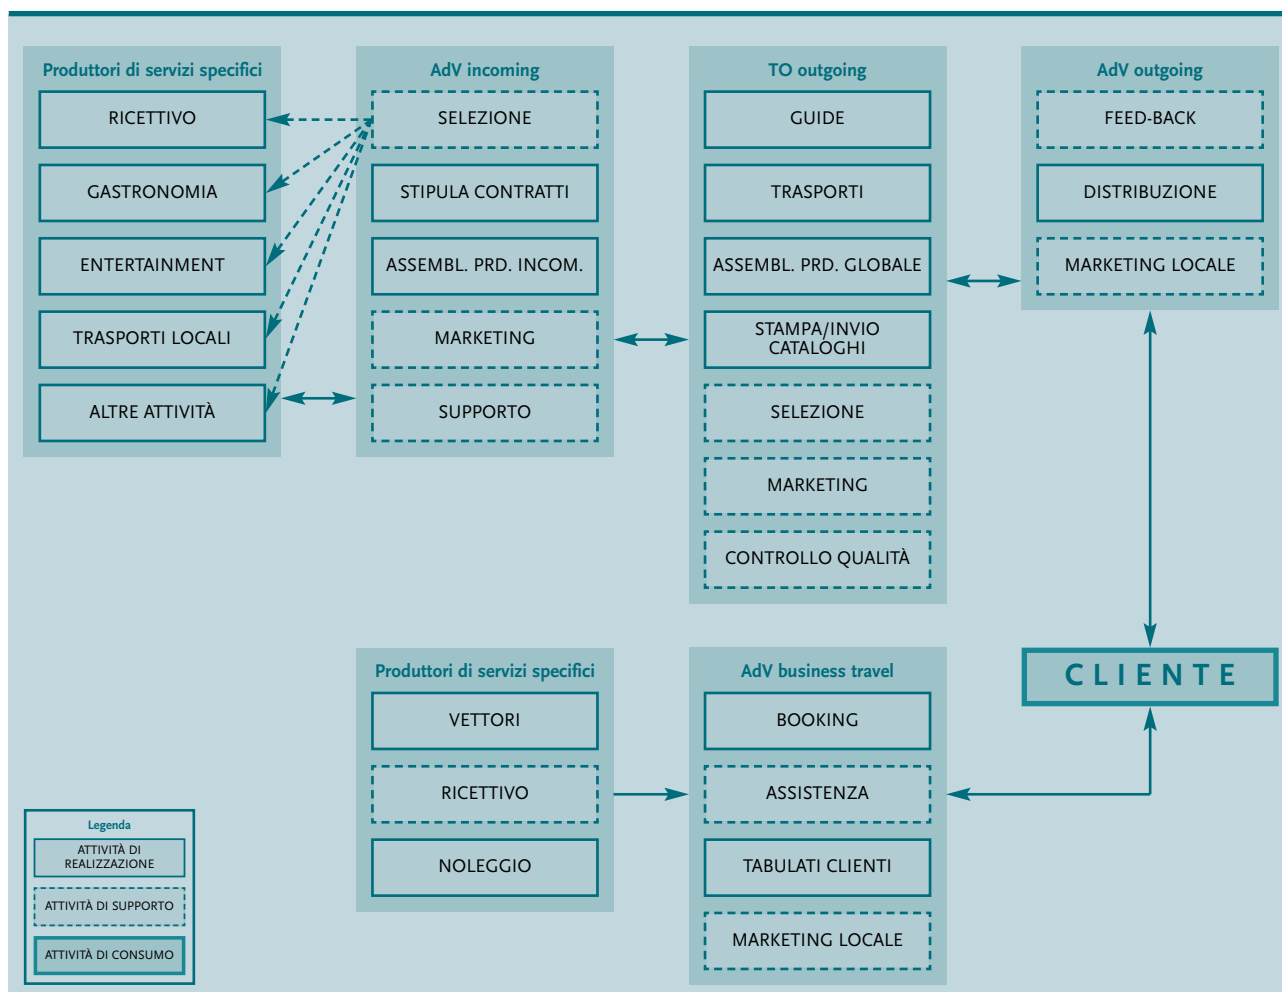 Produttori di servizi specifici
RICETTIVO
GASTRONOMIA
ENTERTAINMENT
TRASPORTI LOCALI
ALTRE ATTIVITÀ
AdV incoming
SELEZIONE
STIPULA CONTRATTI
ASSEMBL. PRD. INCOM.
MARKETING
SUPPORTO
TO outgoing
GUIDE
TRASPORTI
ASSEMBL. PRD. GLOBALE
STAMPA/INVIO
CATALOGHI
SELEZIONE
MARKETING
CONTROLLO QUALITÀ
AdV outgoing
FEED-BACK
DISTRIBUZIONE
MARKETING LOCALE
Produttori di servizi specifici
VETTORI
RICETTIVO
NOLEGGIO
AdV business travel
BOOKING
ASSISTENZA
TABULATI CLIENTI
MARKETING LOCALE
CLIENTE
Legenda
ATTIVITÀ DI
REALIZZAZIONE
ATTIVITÀ DI SUPPORTO
ATTIVITÀ DI CONSUMO